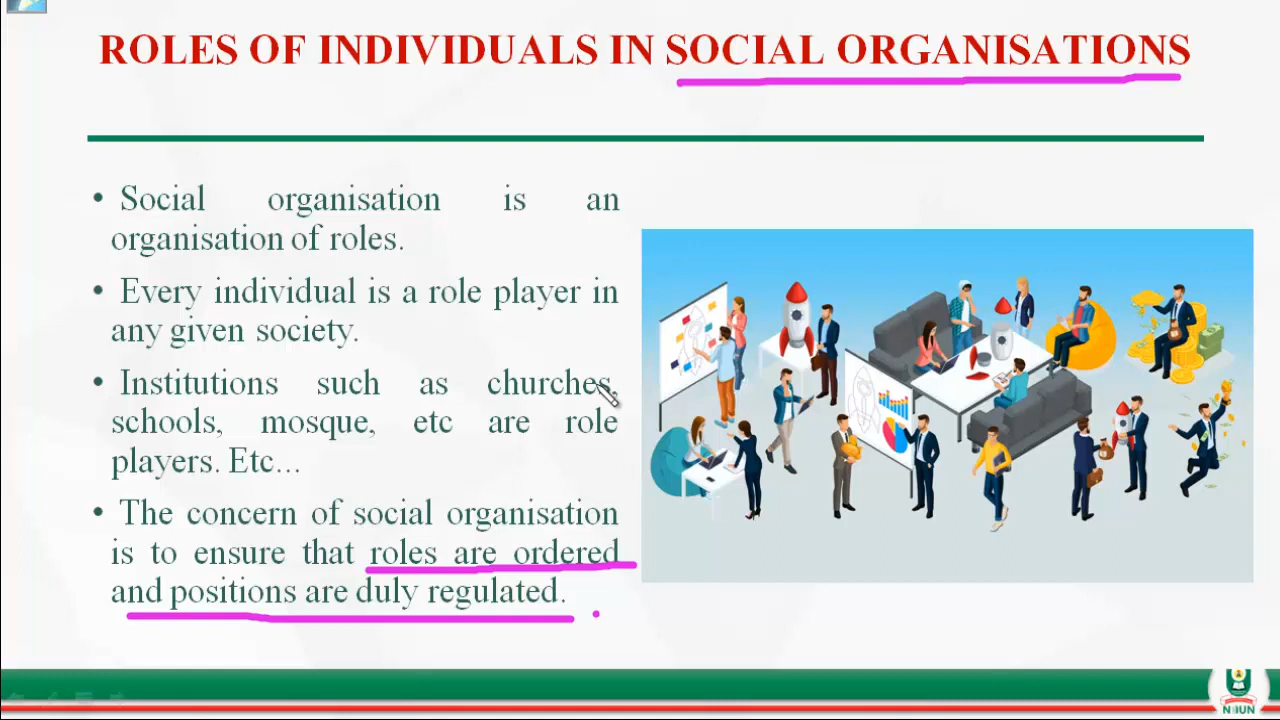 ROLES OF INDIVIDUALS IN SOCIAL ORGANISATIONS
• Social organisation is an
organisation of roles.
• Every individual is a role player in
any given society.
• Institutions such as churches,
schools, mosque, etc are role
players. Etc...
• The concern of social organisation
is to ensure that roles are ordered
and positions are duly regulated.
NOUN